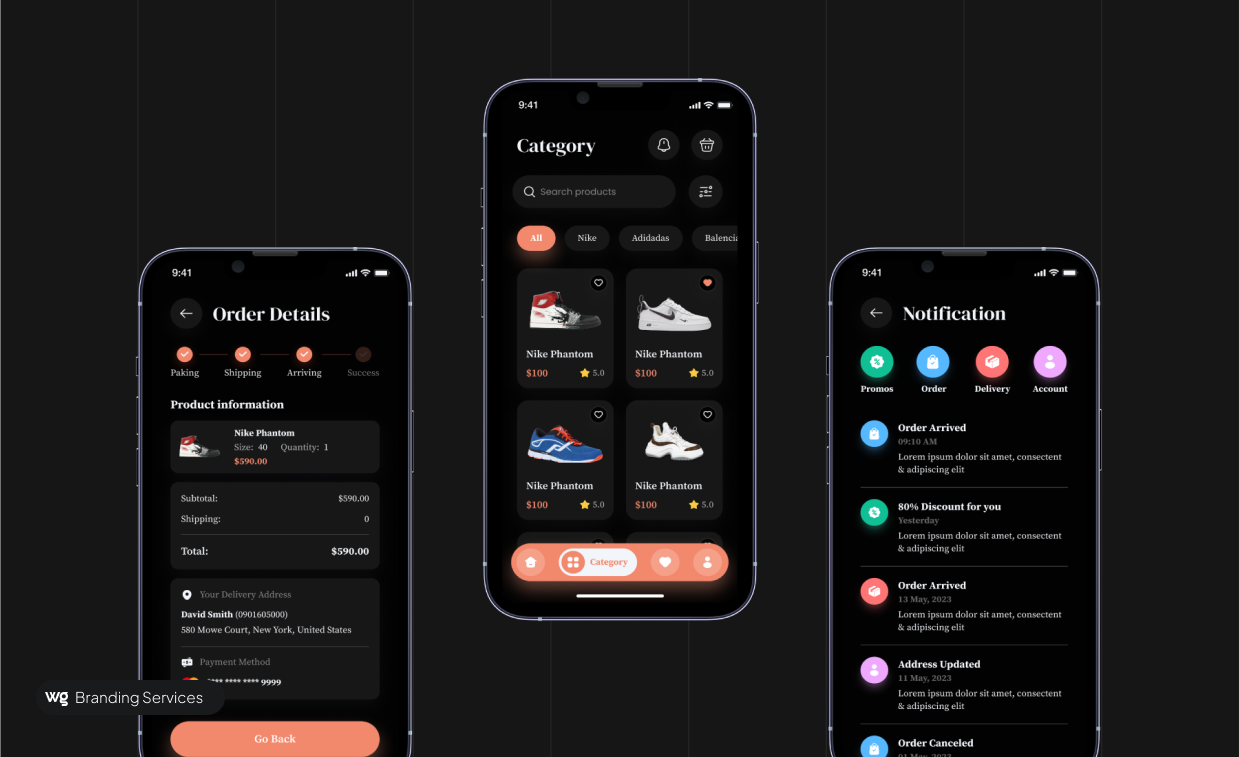 9:41
Order Details
Paking Shipping Arriving Success
Product information
Nike Phantom
Size: 40 Quantity: 1
$590.00
Subtotal: $590.00
Shipping: 0
Total: $590.00
Your Delivery Address
David Smith (0901605000)
580 Mowe Court, New York, United States
Payment Method
**** **** **** 9999
Go Back
wg Branding Services
9:41
Category
Search products
All Nike Adidadas Balencia
Nike Phantom
$100 5.0
Nike Phantom
$100 5.0
Nike Phantom
$100 5.0
Nike Phantom
$100 5.0
Category
9:41
Notification
Promos Order Delivery Account
Order Arrived
09:10 AM
Lorem ipsum dolor sit amet, consectent
& adipiscing elit
80% Discount for you
Yesterday
Lorem ipsum dolor sit amet, consectent
& adipiscing elit
Order Arrived
13 May, 2023
Lorem ipsum dolor sit amet, consectent
& adipiscing elit
Address Updated
11 May, 2023
Lorem ipsum dolor sit amet, consectent
& adipiscing elit
Order Canceled
01 May, 2023